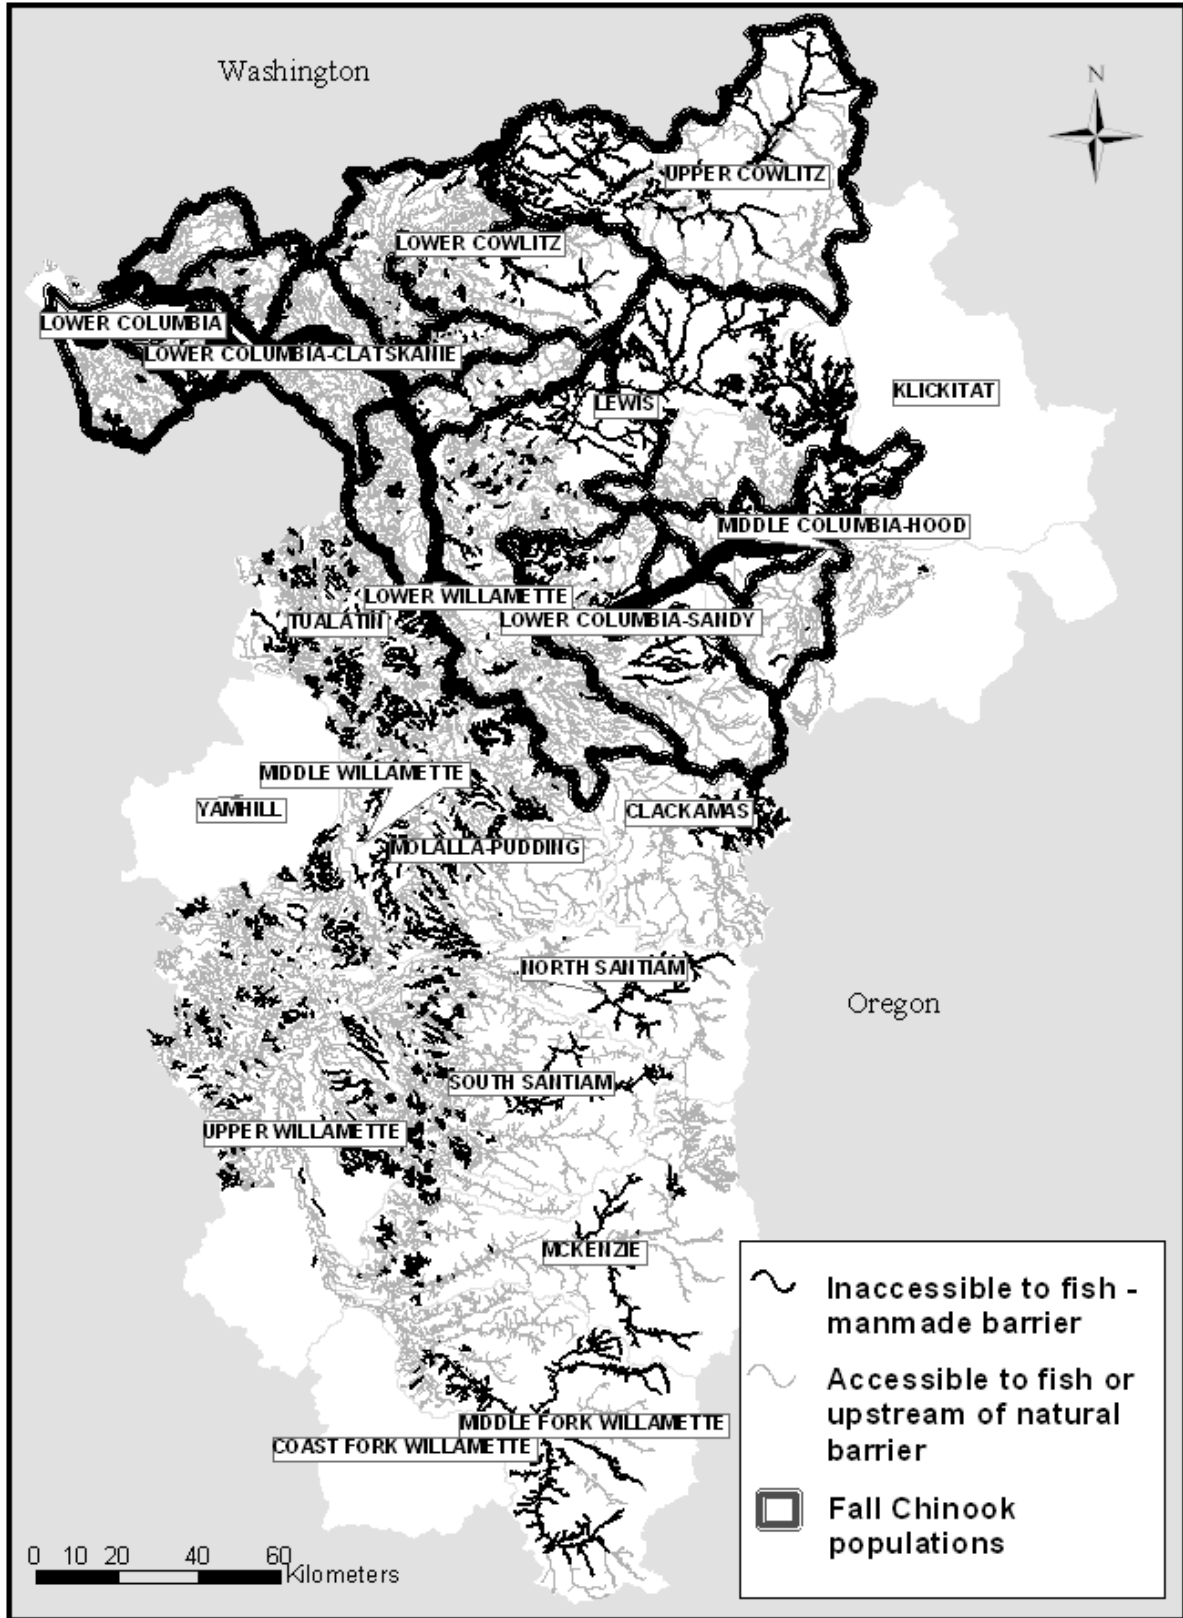 Washington
N
UPPER COWLITZ
LOWER COWLITZ
LOWER COLUMBIA
LOWER COLUMBIA-CLATSKANIE
KLICKITAT
LEWIS
MIDDLE COLUMBIA-HOOD
LOWER WILLAMETTE
LOWER COLUMBIA-SANDY
TUALATIN
MIDDLE WILLAMETTE
YAMHILL
CLACKAMAS
MOLALLA-PUDDING
NORTH SANTIAM
Oregon
SOUTH SANTIAM
UPPER WILLAMETTE
MCKENZIE
MIDDLE FORK WILLAMETTE
COAST FORK WILLAMETTE
Inaccessible to fish -
manmade barrier
Accessible to fish or
upstream of natural
barrier
Fall Chinook
populations
0 10 20 40 60
Kilometers